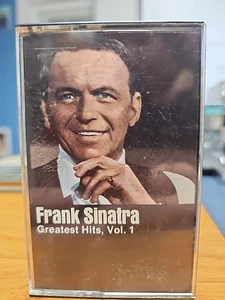 Frank Sinatra
Greatest Hits, Vol. 1